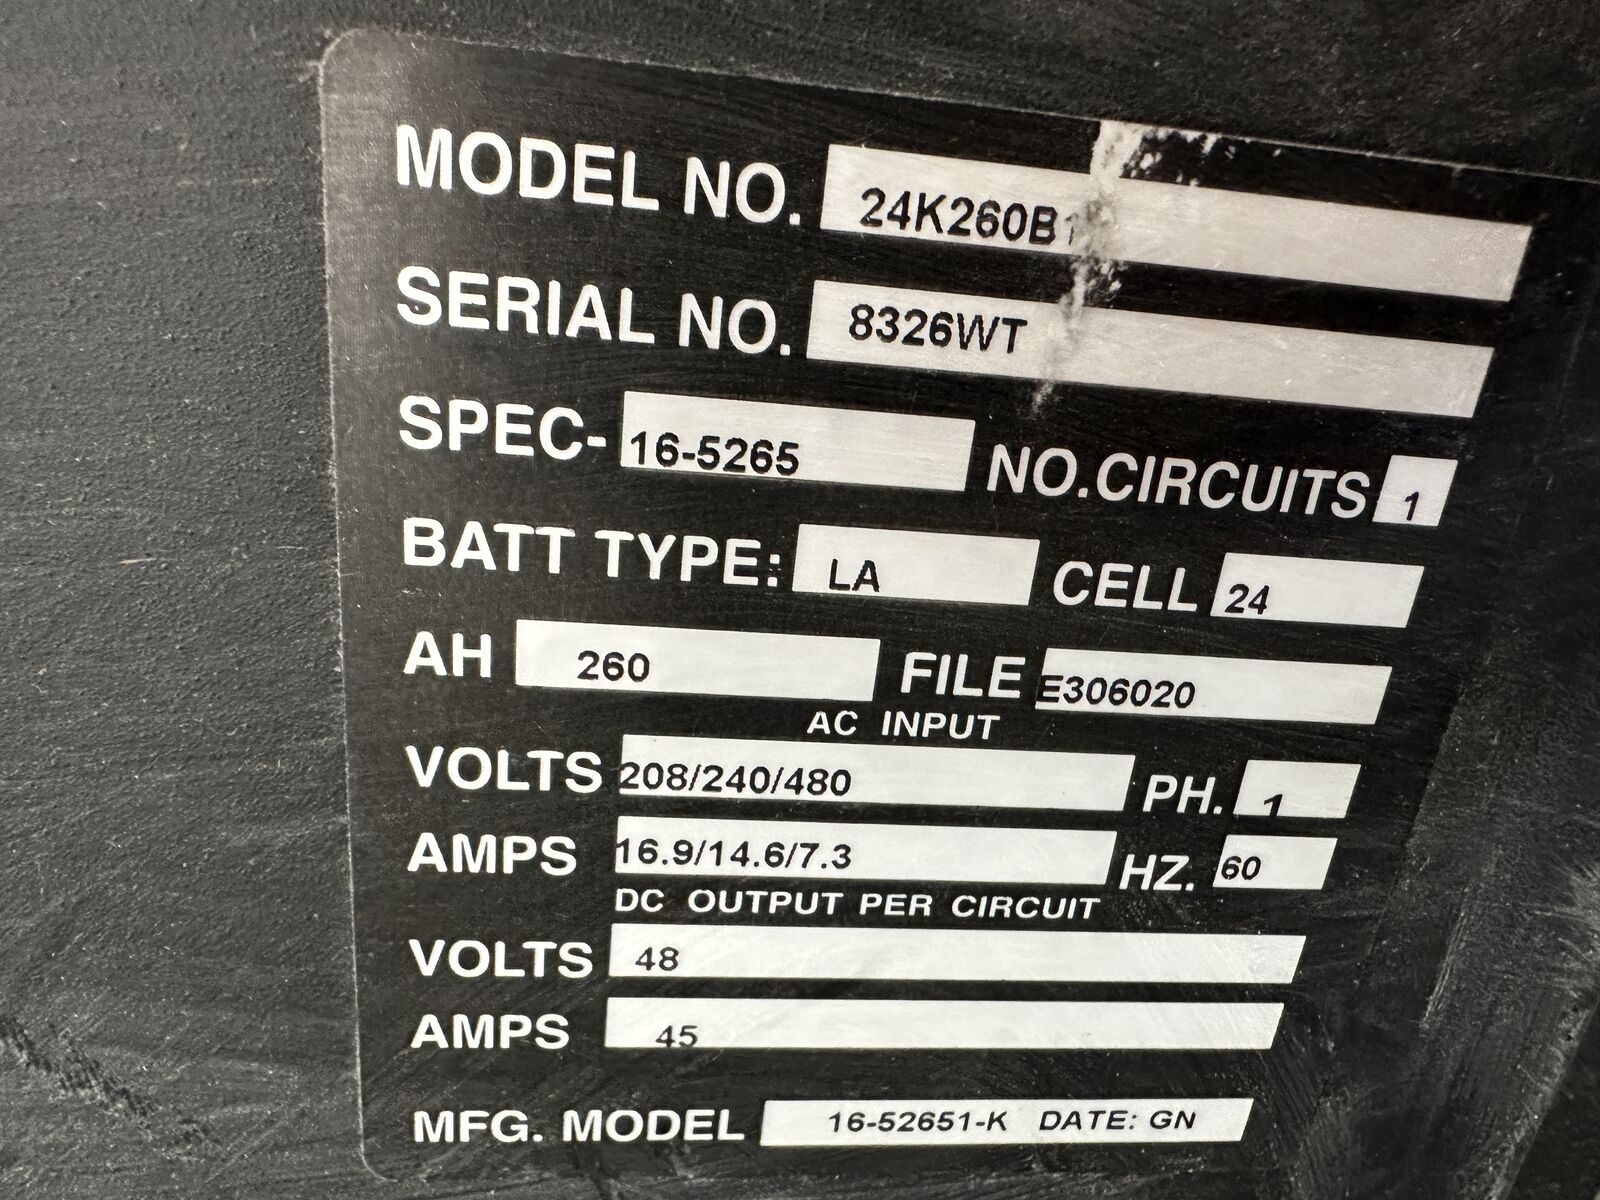 MODEL NO. 24K260B1
SERIAL NO. 8326WT
SPEC- 16-5265 NO.CIRCUITS 1
BATT TYPE: LA CELL 24
AH 260 FILE E306020
AC INPUT
VOLTS 208/240/480 PH. 1
AMPS 16.9/14.6/7.3 HZ. 60
DC OUTPUT PER CIRCUIT
VOLTS 48
AMPS 45
MFG. MODEL 16-52651-K DATE: GN